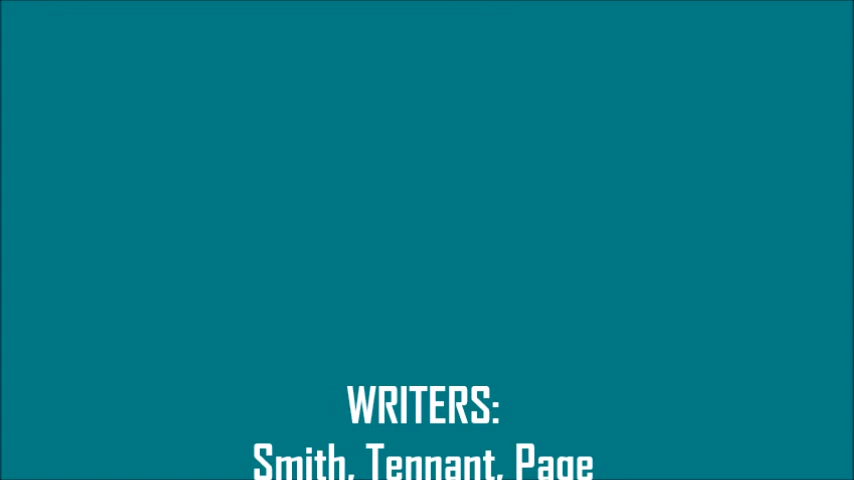 WRITERS:
Smith, Tennant, Page